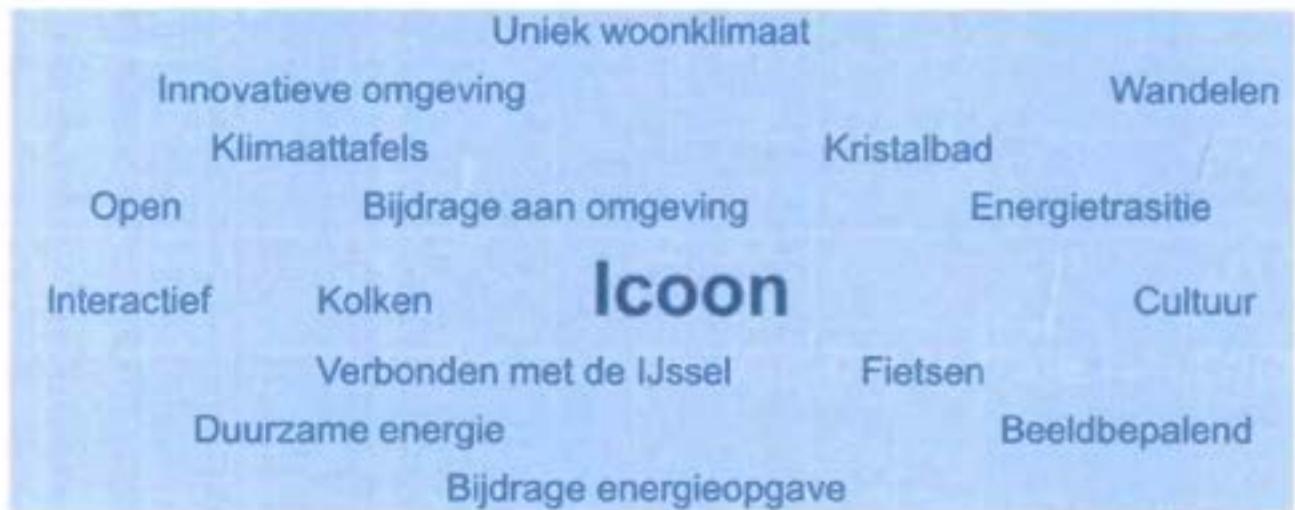 Uniek woonklimaat
Innovatieve omgeving Wandelen
Klimaattafels Kristalbad
Open Bijdrage aan omgeving Energietrasitie
Interactief Kolken Icoon Cultuur
Verbonden met de IJssel Fietsen
Duurzame energie Beeldbepalend
Bijdrage energieopgave